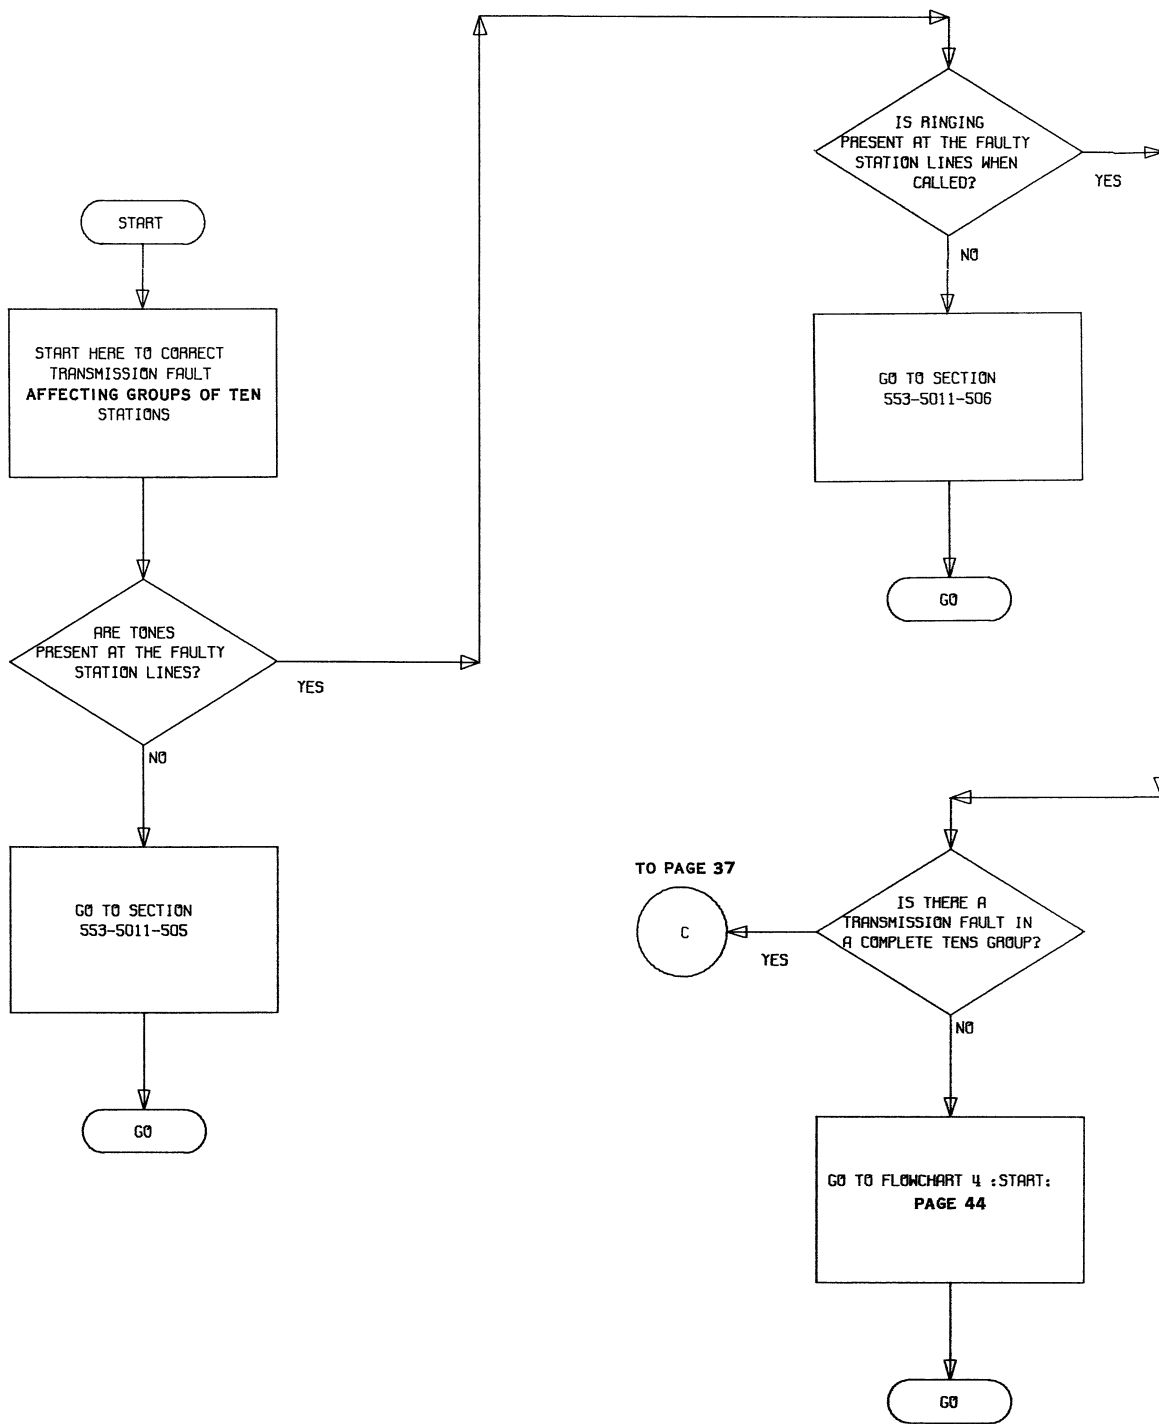 START
START HERE TO CORRECT
TRANSMISSION FAULT
AFFECTING GROUPS OF TEN
STATIONS
ARE TONES
PRESENT AT THE FAULTY
STATION LINES?
YES
NO
GO TO SECTION
553-5011-505
GO
IS RINGING
PRESENT AT THE FAULTY
STATION LINES WHEN
CALLED?
YES
NO
GO TO SECTION
553-5011-506
GO
TO PAGE 37
C
YES
IS THERE A
TRANSMISSION FAULT IN
A COMPLETE TENS GROUP?
NO
GO TO FLOWCHART 4 :START:
PAGE 44
GO